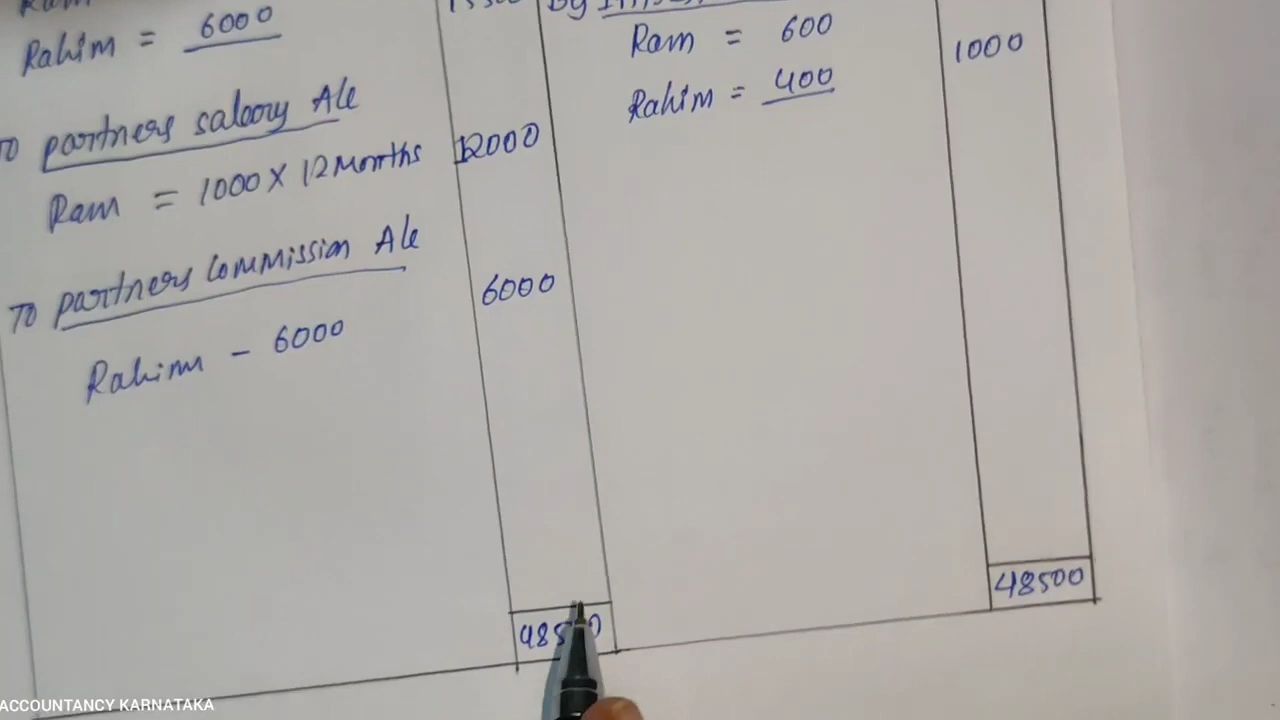 Rahim = 6000
To partners salary A/c
Ram = 1000 X 12 Months 12000
To partners Commission A/c
6000
Rahim - 6000
By
Ram = 600
1000
Rahim = 400
48500
ACCOUNTANCY KARNATAKA